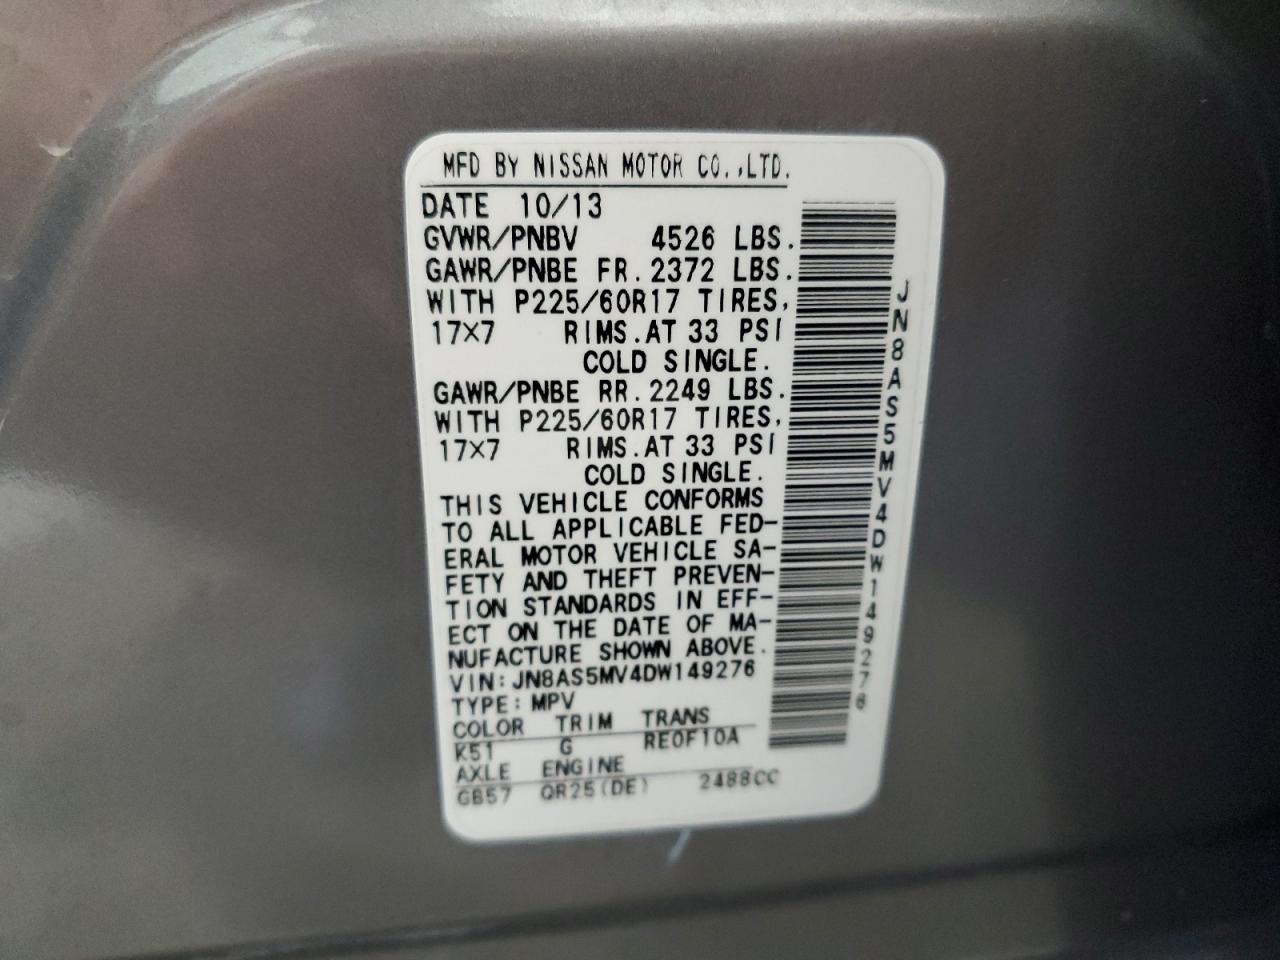 MFD BY NISSAN MOTOR CO.,LTD.
DATE 10/13
GVWR/PNBV 4526 LBS.
GAWR/PNBE FR. 2372 LBS.
WITH P225/60R17 TIRES,
17×7 RIMS. AT 33 PSI
COLD SINGLE.
GAWR/PNBE RR. 2249 LBS.
WITH P225/60R17 TIRES,
17×7 RIMS. AT 33 PSI
COLD SINGLE.
THIS VEHICLE CONFORMS
TO ALL APPLICABLE FED-
ERAL MOTOR VEHICLE SA-
FETY AND THEFT PREVEN-
TION STANDARDS IN EFF-
ECT ON THE DATE OF MA-
NUFACTURE SHOWN ABOVE.
VIN: JN8AS5MV4DW149276
TYPE: MPV
COLOR TRIM TRANS
K51 G RE0F10A
AXLE ENGINE
GB57 QR25(DE) 2488CC
JN8AS5MV4DW149276